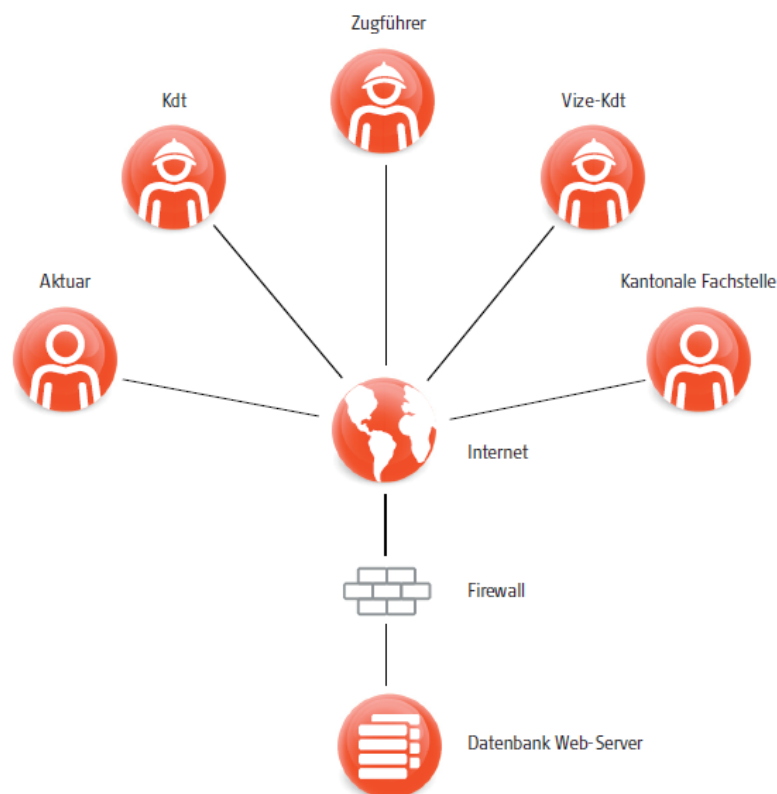 Zugführer
Kdt
Vize-Kdt
Aktuar
Kantonale Fachstelle
Internet
Firewall
Datenbank Web-Server